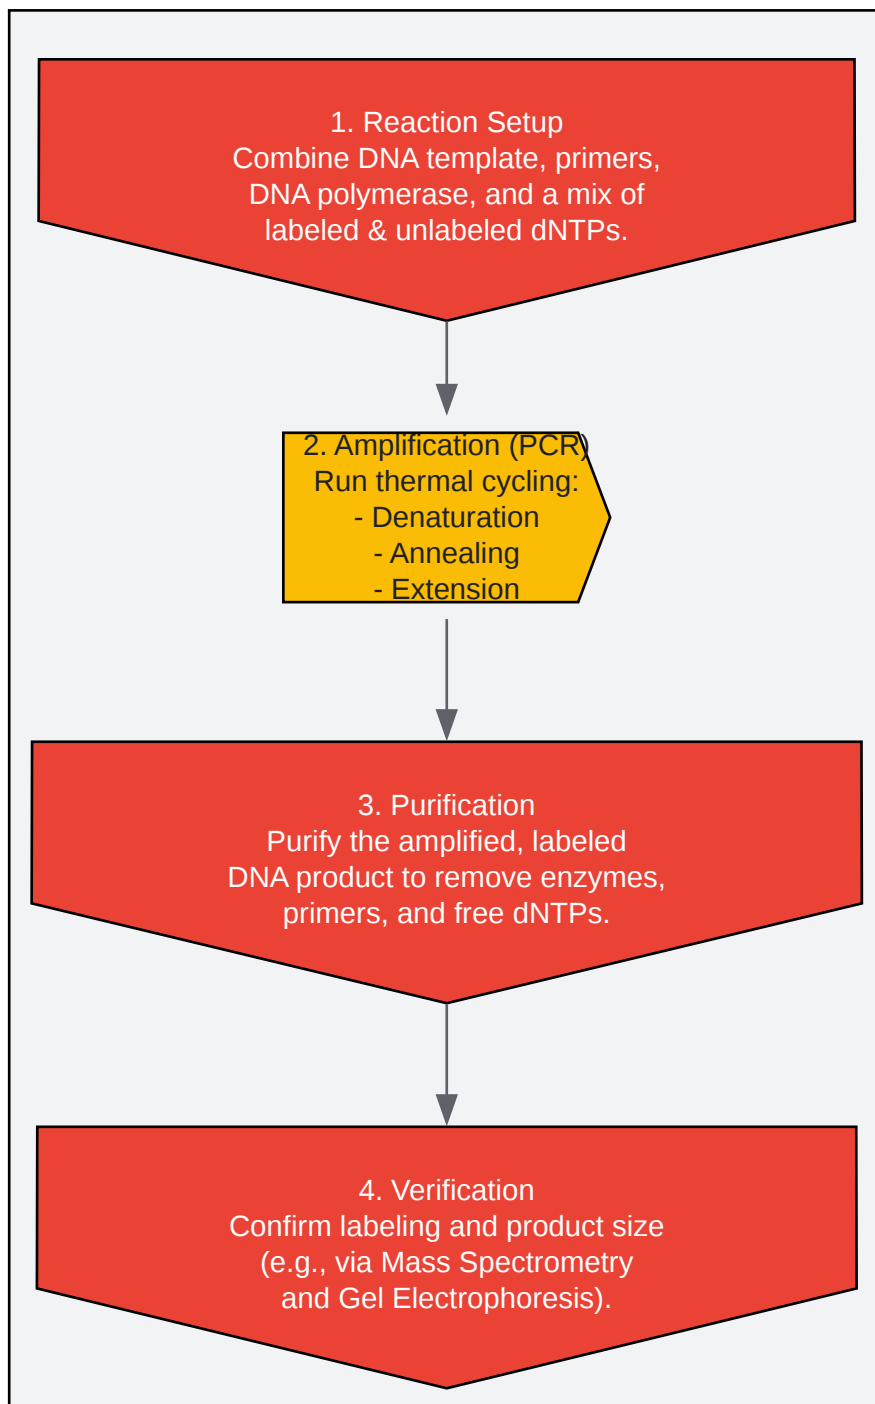 1. Reaction Setup
Combine DNA template, primers,
DNA polymerase, and a mix of
labeled & unlabeled dNTPs.
2. Amplification (PCR)
Run thermal cycling:
- Denaturation
- Annealing
- Extension
3. Purification
Purify the amplified, labeled
DNA product to remove enzymes,
primers, and free dNTPs.
4. Verification
Confirm labeling and product size
(e.g., via Mass Spectrometry
and Gel Electrophoresis).